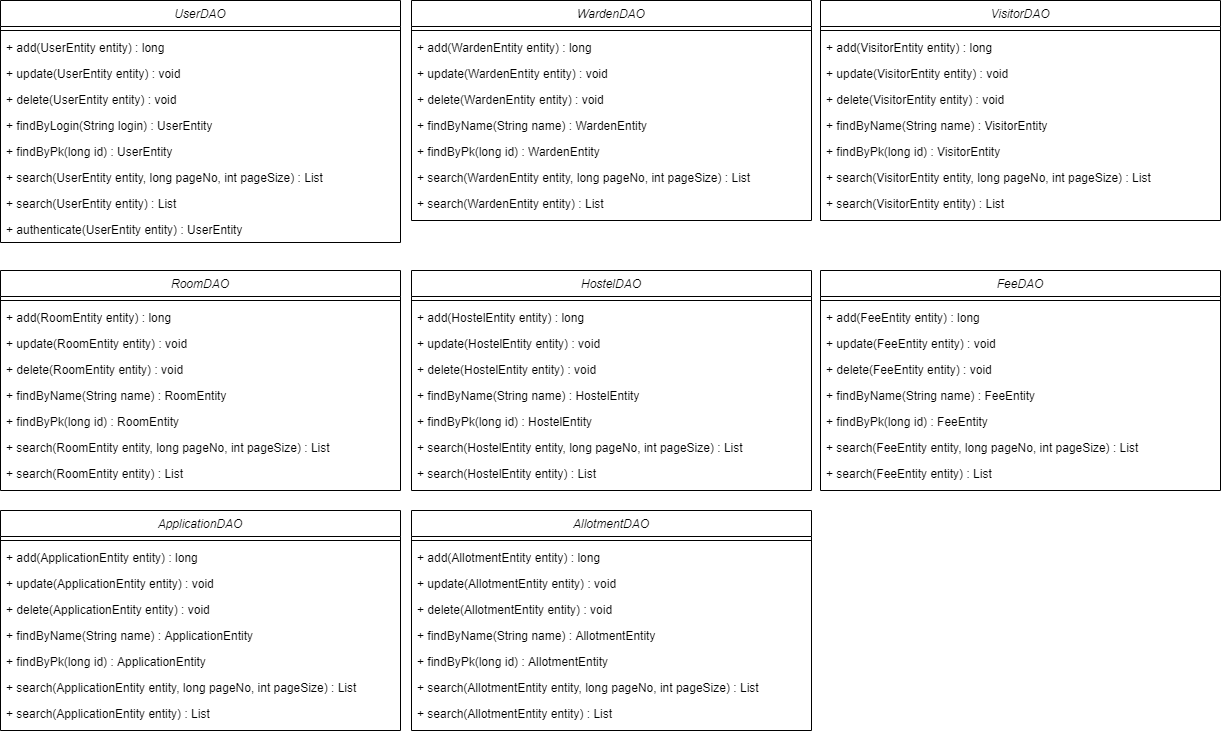 UserDAO
+ add(UserEntity entity) : long
+ update(UserEntity entity) : void
+ delete(UserEntity entity) : void
+ findByLogin(String login) : UserEntity
+ findByPk(long id) : UserEntity
+ search(UserEntity entity, long pageNo, int pageSize) : List
+ search(UserEntity entity) : List
+ authenticate(UserEntity entity) : UserEntity
WardenDAO
+ add(WardenEntity entity) : long
+ update(WardenEntity entity) : void
+ delete(WardenEntity entity) : void
+ findByName(String name) : WardenEntity
+ findByPk(long id) : WardenEntity
+ search(WardenEntity entity, long pageNo, int pageSize) : List
+ search(WardenEntity entity) : List
VisitorDAO
+ add(VisitorEntity entity) : long
+ update(VisitorEntity entity) : void
+ delete(VisitorEntity entity) : void
+ findByName(String name) : VisitorEntity
+ findByPk(long id) : VisitorEntity
+ search(VisitorEntity entity, long pageNo, int pageSize) : List
+ search(VisitorEntity entity) : List
RoomDAO
+ add(RoomEntity entity) : long
+ update(RoomEntity entity) : void
+ delete(RoomEntity entity) : void
+ findByName(String name) : RoomEntity
+ findByPk(long id) : RoomEntity
+ search(RoomEntity entity, long pageNo, int pageSize) : List
+ search(RoomEntity entity) : List
HostelDAO
+ add(HostelEntity entity) : long
+ update(HostelEntity entity) : void
+ delete(HostelEntity entity) : void
+ findByName(String name) : HostelEntity
+ findByPk(long id) : HostelEntity
+ search(HostelEntity entity, long pageNo, int pageSize) : List
+ search(HostelEntity entity) : List
FeeDAO
+ add(FeeEntity entity) : long
+ update(FeeEntity entity) : void
+ delete(FeeEntity entity) : void
+ findByName(String name) : FeeEntity
+ findByPk(long id) : FeeEntity
+ search(FeeEntity entity, long pageNo, int pageSize) : List
+ search(FeeEntity entity) : List
ApplicationDAO
+ add(ApplicationEntity entity) : long
+ update(ApplicationEntity entity) : void
+ delete(ApplicationEntity entity) : void
+ findByName(String name) : ApplicationEntity
+ findByPk(long id) : ApplicationEntity
+ search(ApplicationEntity entity, long pageNo, int pageSize) : List
+ search(ApplicationEntity entity) : List
AllotmentDAO
+ add(AllotmentEntity entity) : long
+ update(AllotmentEntity entity) : void
+ delete(AllotmentEntity entity) : void
+ findByName(String name) : AllotmentEntity
+ findByPk(long id) : AllotmentEntity
+ search(AllotmentEntity entity, long pageNo, int pageSize) : List
+ search(AllotmentEntity entity) : List